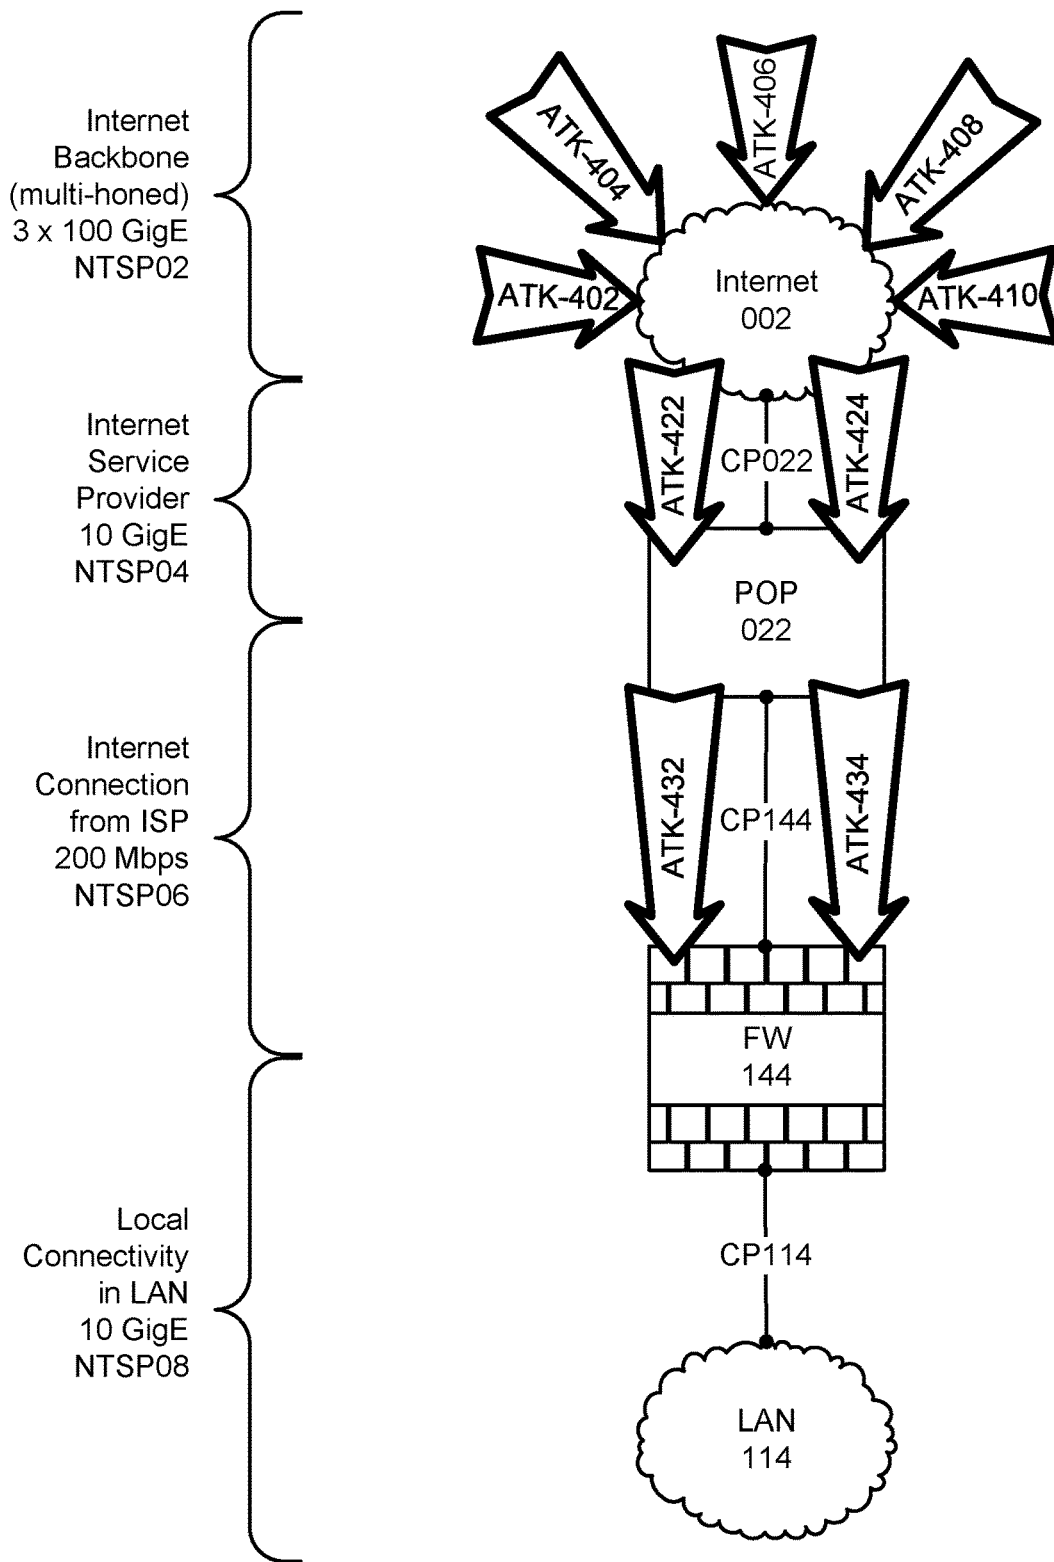 Internet
Backbone
(multi-honed)
3 x 100 GigE
NTSP02
ATK-402
ATK-404
ATK-406
ATK-408
ATK-410
Internet
002
Internet
Service
Provider
10 GigE
NTSP04
ATK-422
CP022
ATK-424
POP
022
Internet
Connection
from ISP
200 Mbps
NTSP06
ATK-432
CP144
ATK-434
FW
144
Local
Connectivity
in LAN
10 GigE
NTSP08
CP114
LAN
114